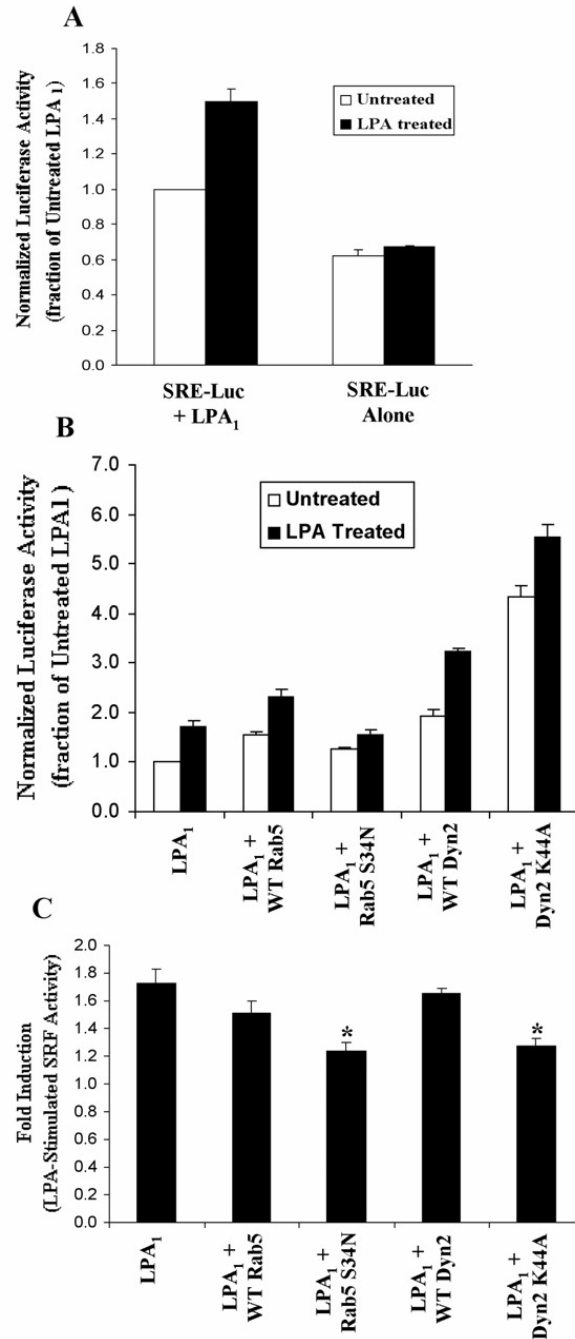 A
Normalized Luciferase Activity
(fraction of Untreated LPA1)
1.8
1.6
1.4
1.2
1.0
0.8
0.6
0.4
0.2
0.0
Untreated
LPA treated
SRE-Luc
+ LPA1
SRE-Luc
Alone
B
Normalized Luciferase Activity
(fraction of Untreated LPA1)
7.0
6.0
5.0
4.0
3.0
2.0
1.0
0.0
Untreated
LPA Treated
LPA1
LPA1 +
WT Rab5
LPA1 +
Rab5 S34N
LPA1 +
WT Dyn2
LPA1 +
Dyn2 K44A
C
Fold Induction
(LPA-Stimulated SRF Activity)
2.0
1.8
1.6
1.4
1.2
1.0
0.8
0.6
0.4
0.2
0.0
*
*
LPA1
LPA1 +
WT Rab5
LPA1 +
Rab5 S34N
LPA1 +
WT Dyn2
LPA1 +
Dyn2 K44A